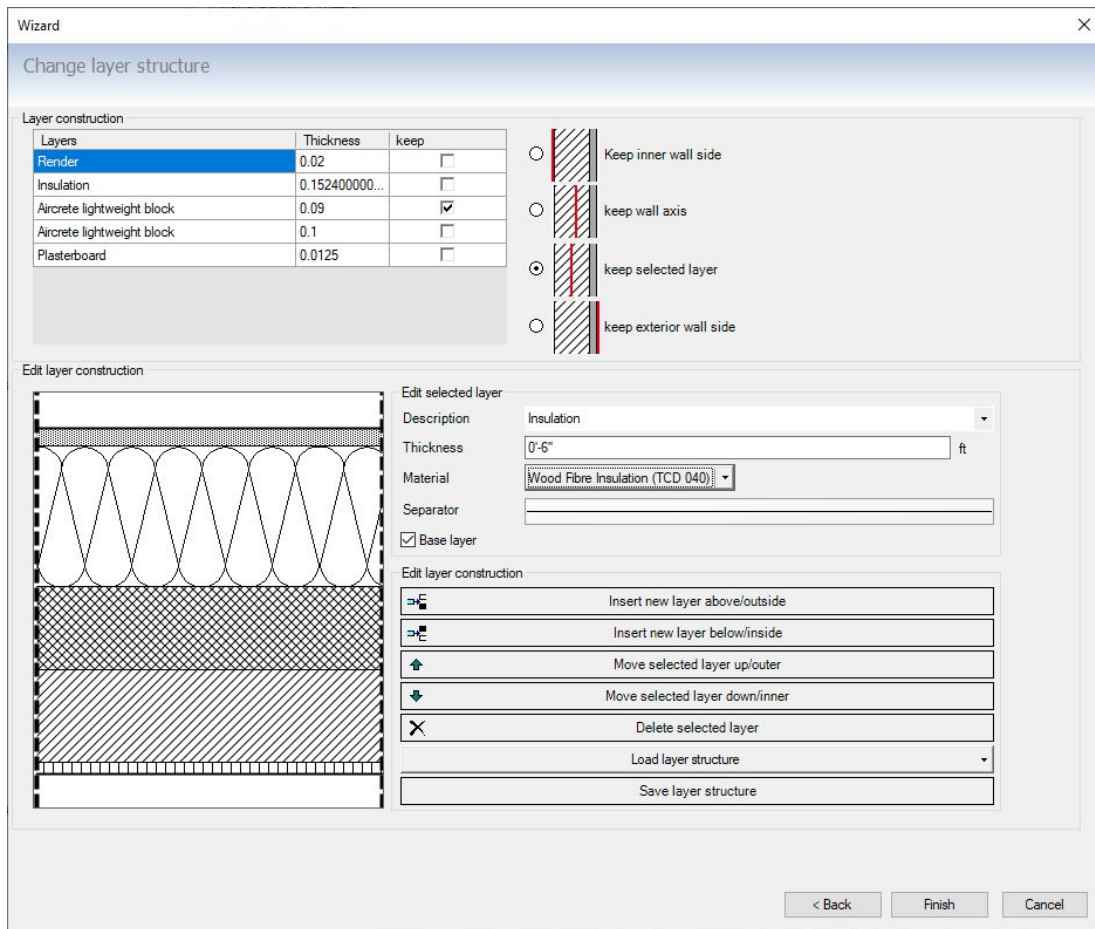 Wizard
Change layer structure
Layer construction
Layers Thickness keep
Render 0.02
Insulation 0.152400000...
Aircrete lightweight block 0.09
Aircrete lightweight block 0.1
Plasterboard 0.0125
Keep inner wall side
keep wall axis
keep selected layer
keep exterior wall side
Edit layer construction
Edit selected layer
Description Insulation
Thickness 0'-6" ft
Material Wood Fibre Insulation (TCD 040)
Separator
Base layer
Edit layer construction
Insert new layer above/outside
Insert new layer below/inside
Move selected layer up/outer
Move selected layer down/inner
Delete selected layer
Load layer structure
Save layer structure
< Back Finish Cancel